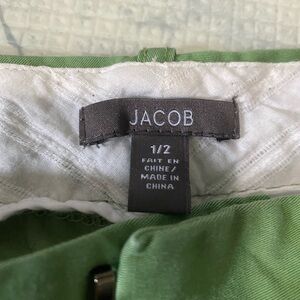 JACOB
1/2
FAIT EN
CHINE/
MADE IN
CHINA